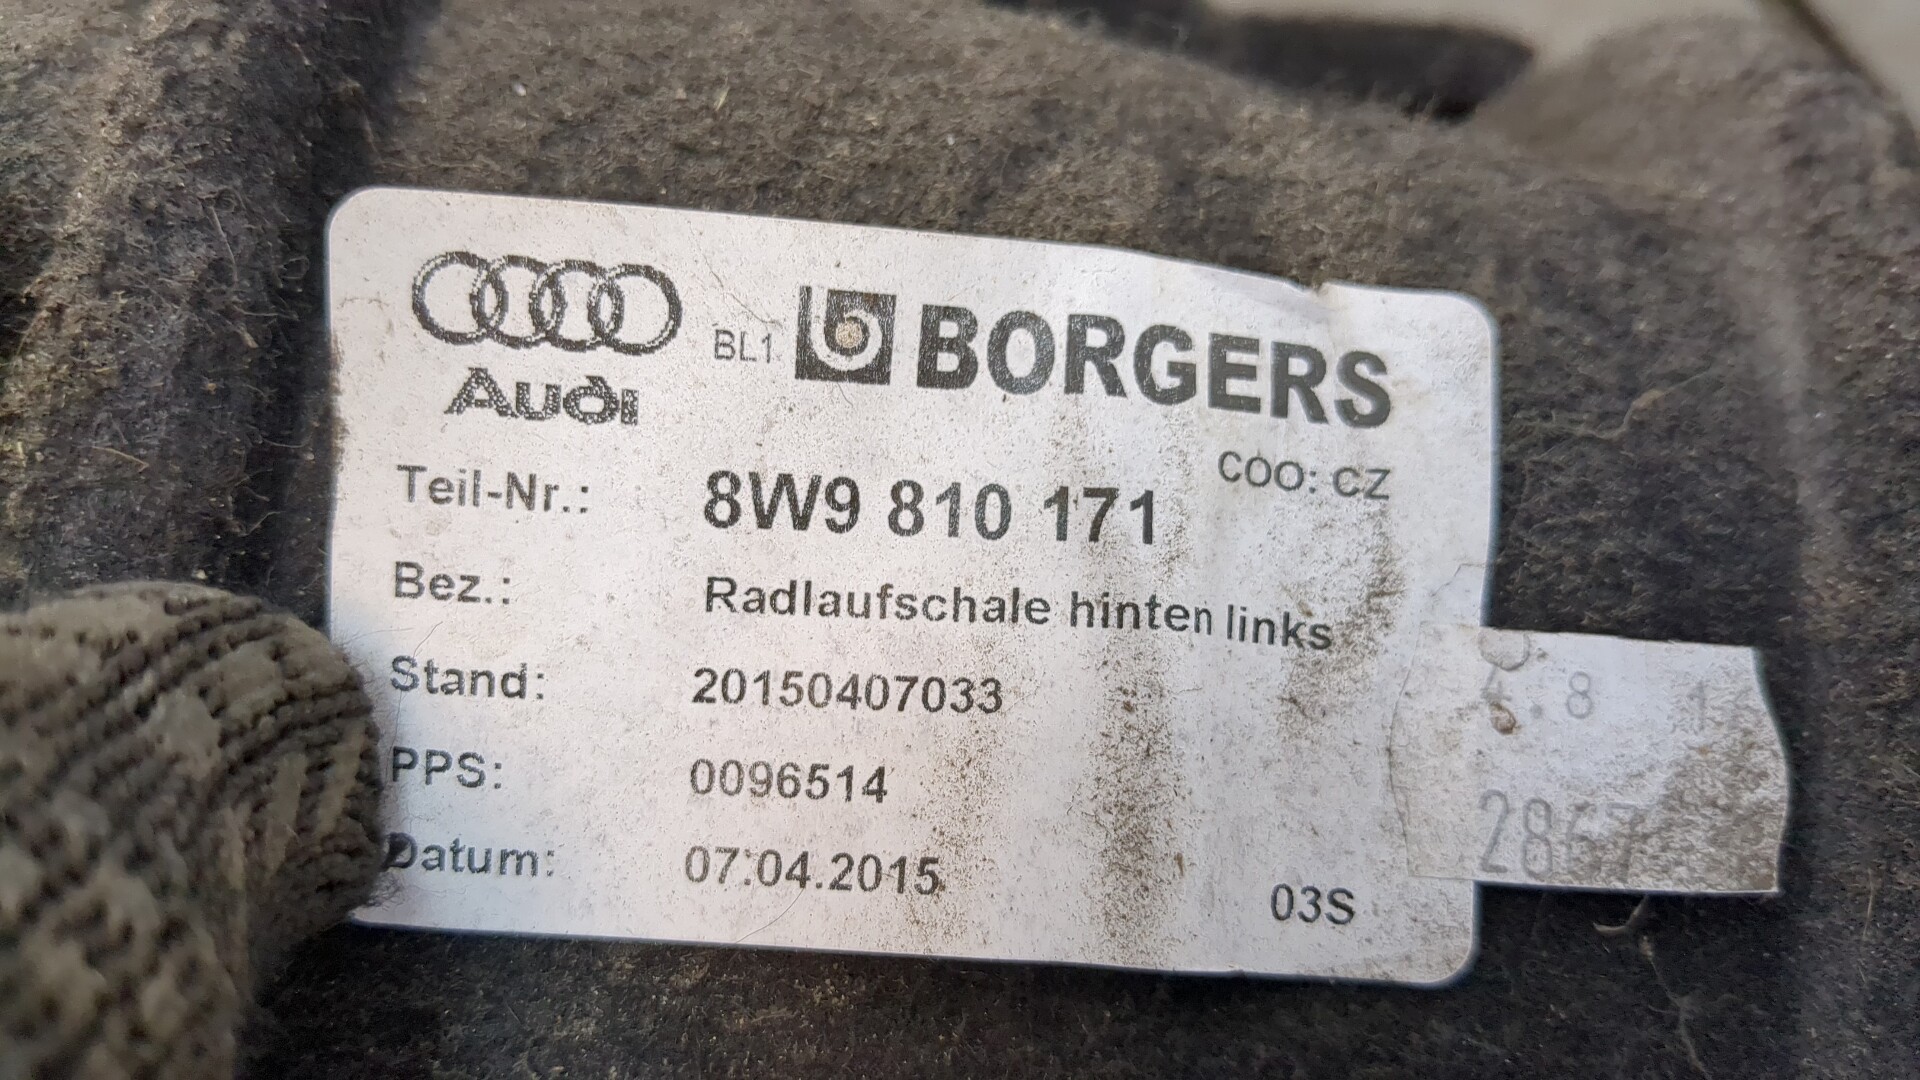 Audi BL1 BORGERS
COO: CZ
Teil-Nr.: 8W9 810 171
Bez.: Radlaufschale hinten links
Stand: 20150407033
PPS: 0096514
Datum: 07.04.2015
03S